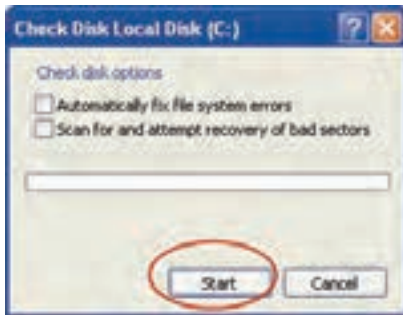 Check Disk Local Disk (C:)
Check disk options
Automatically fix file system errors
Scan for and attempt recovery of bad sectors
Start Cancel